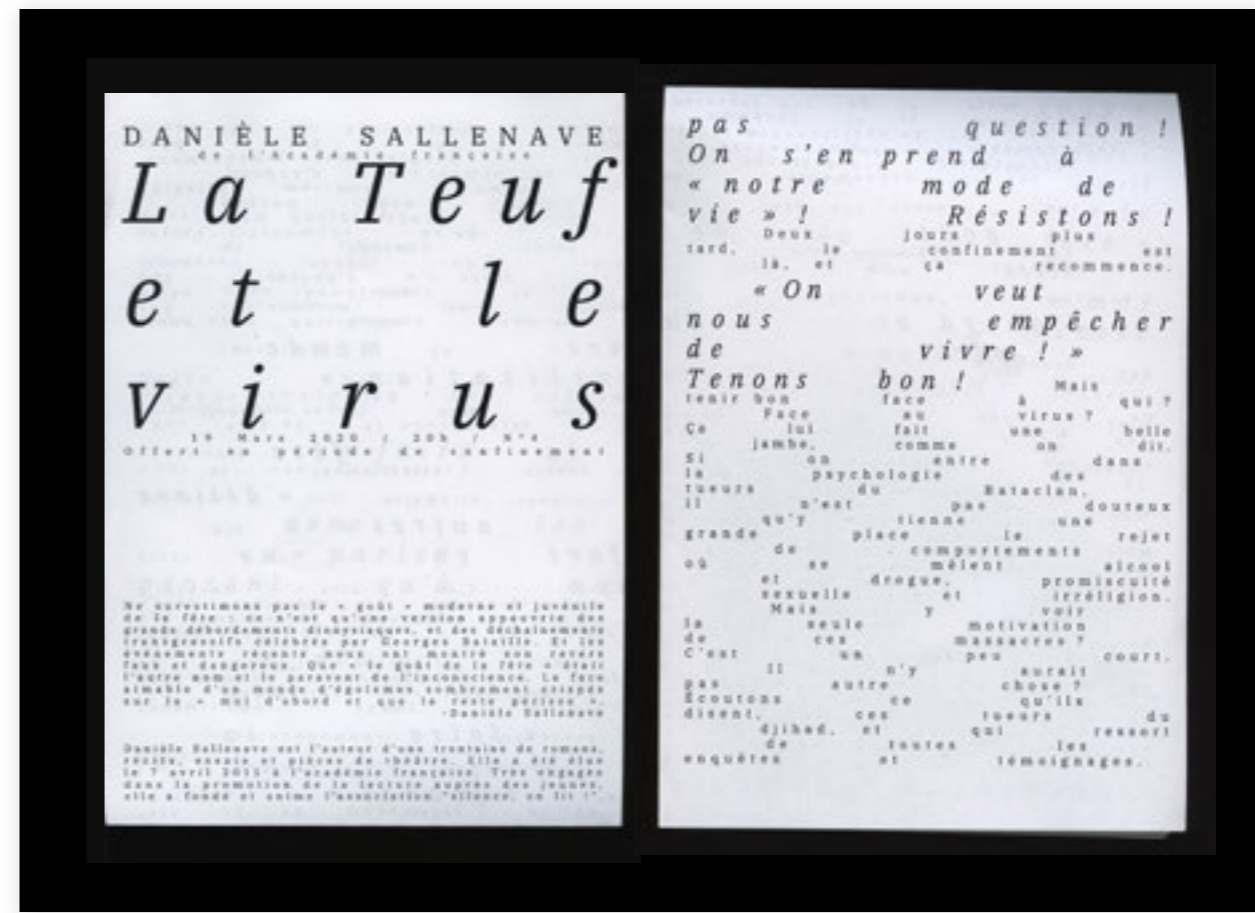 DANIÈLE SALLENAVE
de l'Académie française
La Teuf
et le
virus
19 Mars 2020 / 20h / N°4
Offert en période de confinement
Ne surestimons pas le « goût » moderne et juvénile
de la fête : ce n'est qu'une version appauvrie des
grands débordements dionysiaques, et des déchaînements
transgressifs célébrés par Georges Bataille. Et les
événements récents nous ont montré son revers
faux et dangereux. Que « le goût de la fête » était
l'autre nom et le paravent de l'inconscience. La face
aimable d'un monde d'égoïsmes sombrement crispés
sur le « moi d'abord et que le reste périsse ».
-Danièle Sallenave
Danièle Sallenave est l'auteur d'une trentaine de romans,
récits, essais et pièces de théâtre. Elle a été élue
le 7 avril 2011 à l'académie française. Très engagée
dans la promotion de la lecture auprès des jeunes,
elle a fondé et anime l'association "silence, on lit !".
pas question !
On s'en prend à
« notre mode de
vie » ! Résistons !
Deux jours plus
tard, le confinement est
là, et ça recommence.
« On veut
nous empêcher
de vivre ! »
Tenons bon ! Mais
tenir bon face à qui ?
Face au virus ?
Ça lui fait une belle
jambe, comme on dit.
Si on entre dans
la psychologie des
tueurs du Bataclan,
il n'est pas douteux
qu'y tienne une
grande place le rejet
de comportements
où se mêlent alcool
et drogue, promiscuité
sexuelle et irréligion.
Mais y voir
la seule motivation
de ces massacres ?
C'est un peu court.
Il n'y aurait
pas autre chose ?
Écoutons ce qu'ils
disent, ces tueurs du
djihad, et qui ressort
de toutes les
enquêtes et témoignages.